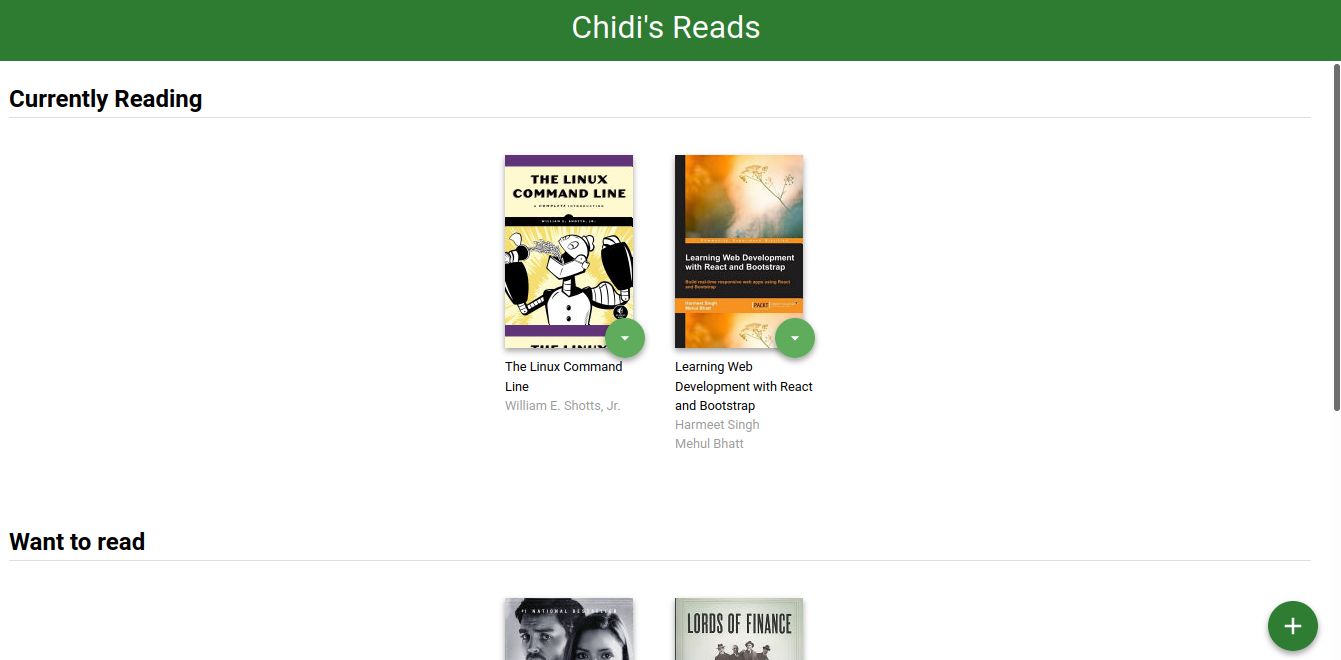 Chidi's Reads
Currently Reading
THE LINUX
COMMAND LINE
A COMPLETE INTRODUCTION
WILLIAM E. SHOTTS, JR.
THE LINUX
The Linux Command
Line
William E. Shotts, Jr.
Community Experience Distilled
Learning Web Development
with React and Bootstrap
Build real-time responsive web apps using React
and Bootstrap
Harmeet Singh
Mehul Bhatt
PACKT
Learning Web
Development with React
and Bootstrap
Harmeet Singh
Mehul Bhatt
Want to read
#1 NATIONAL BESTSELLER
LORDS OF FINANCE